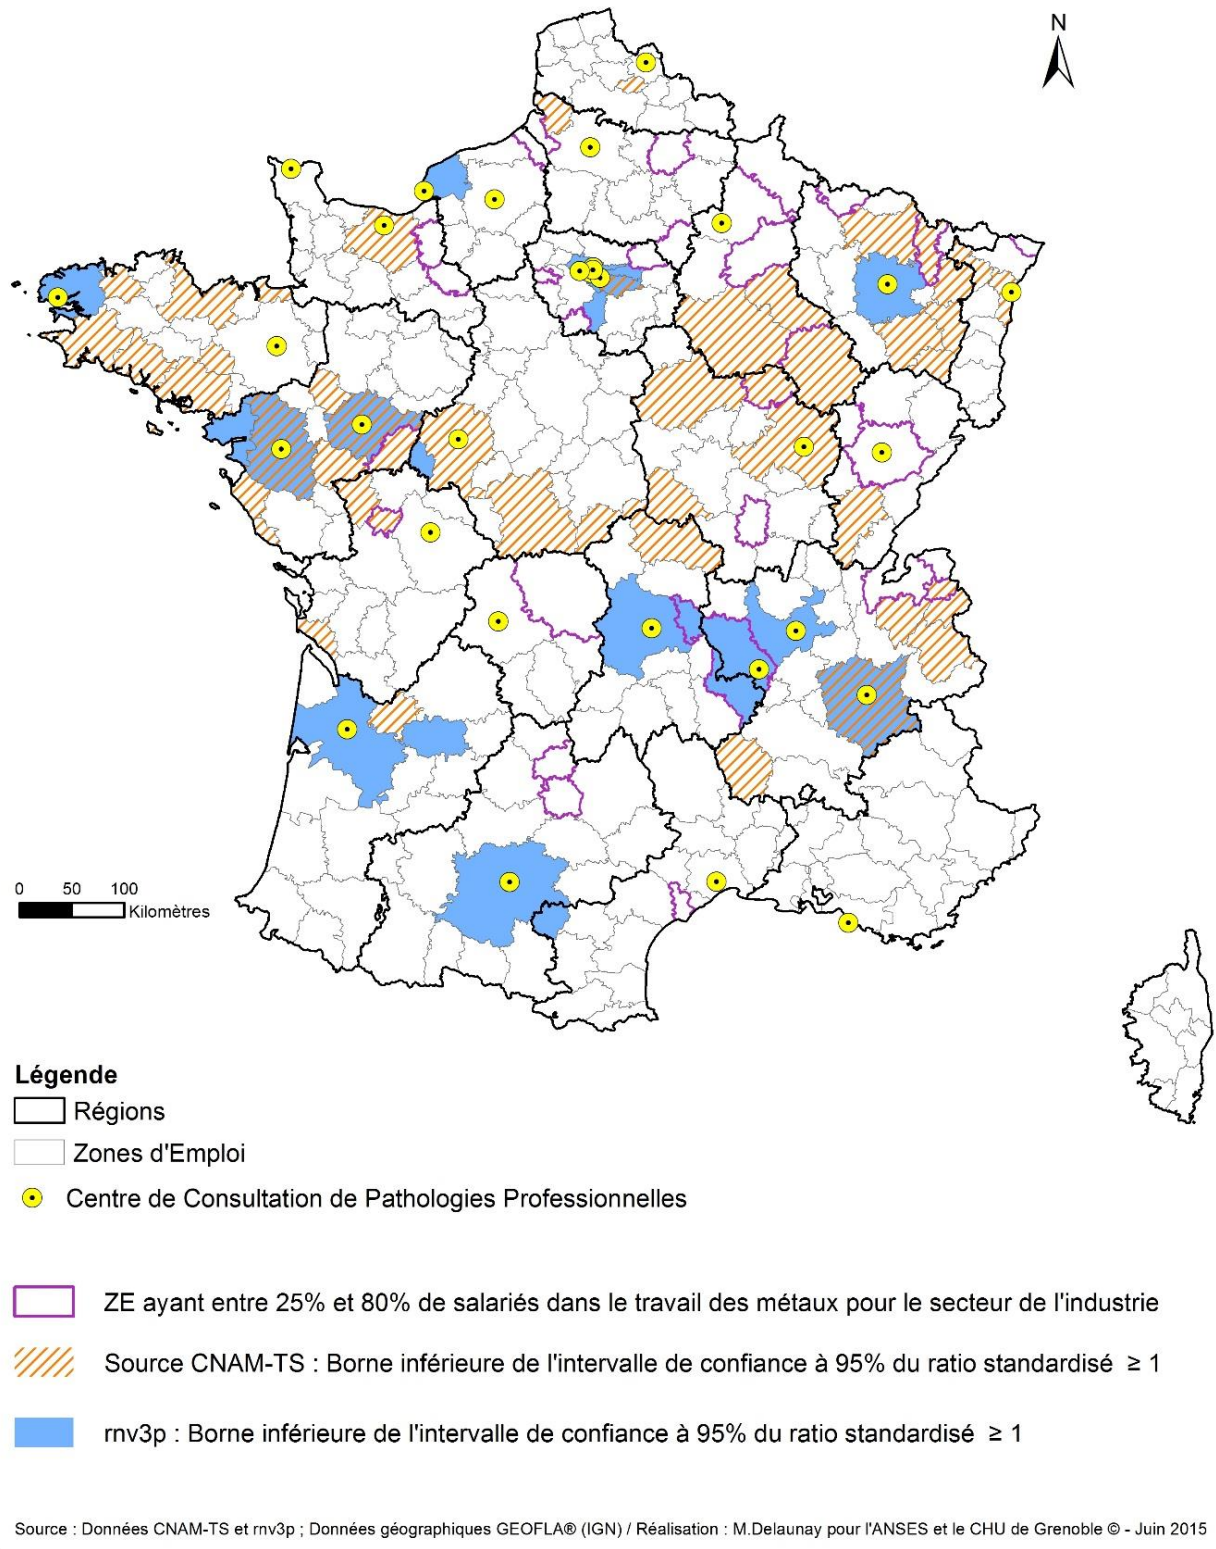 N
0 50 100
Kilomètres
Légende
Régions
Zones d'Emploi
Centre de Consultation de Pathologies Professionnelles
ZE ayant entre 25% et 80% de salariés dans le travail des métaux pour le secteur de l'industrie
Source CNAM-TS : Borne inférieure de l'intervalle de confiance à 95% du ratio standardisé ≥ 1
rnv3p : Borne inférieure de l'intervalle de confiance à 95% du ratio standardisé ≥ 1
Source : Données CNAM-TS et rnv3p ; Données géographiques GEOFLA® (IGN) / Réalisation : M.Delaunay pour l'ANSES et le CHU de Grenoble © - Juin 2015